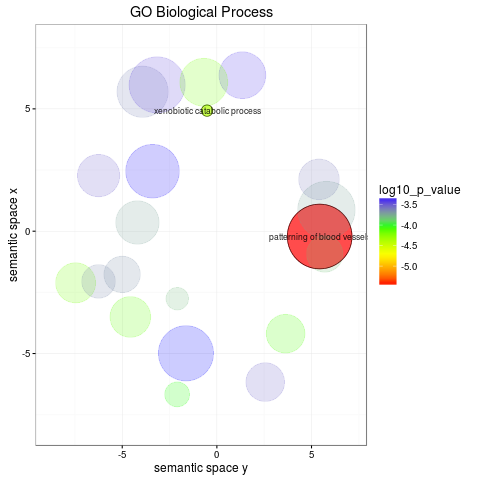 GO Biological Process
xenobiotic catabolic process
patterning of blood vessels
semantic space x
5
0
-5
-5
0
5
semantic space y
log10_p_value
-3.5
-4.0
-4.5
-5.0